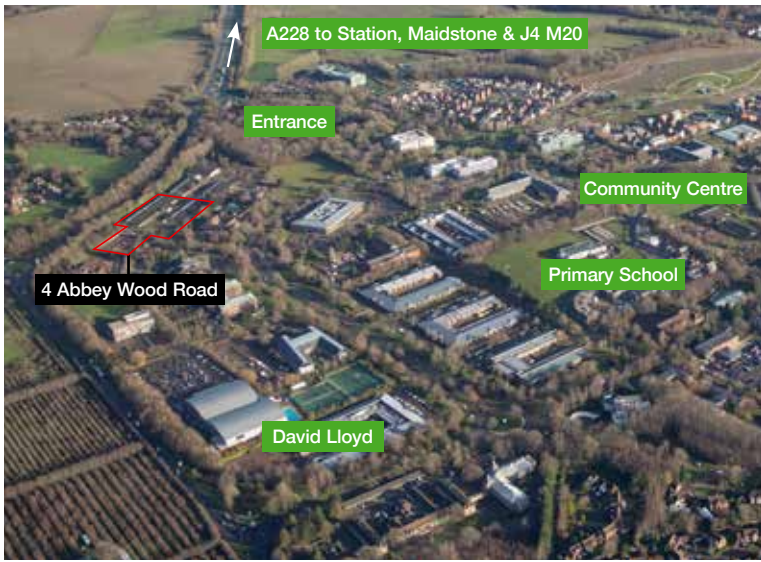 A228 to Station, Maidstone & J4 M20
Entrance
Community Centre
Primary School
4 Abbey Wood Road
David Lloyd